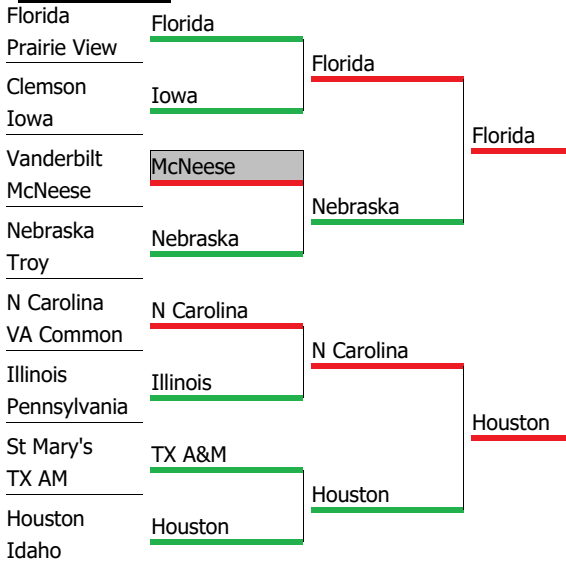 Florida
Prairie View
Clemson
Iowa
Vanderbilt
McNeese
Nebraska
Troy
N Carolina
VA Common
Illinois
Pennsylvania
St Mary's
TX AM
Houston
Idaho
Florida
Iowa
McNeese
Nebraska
N Carolina
Illinois
TX A&M
Houston
Florida
Nebraska
N Carolina
Houston
Florida
Houston